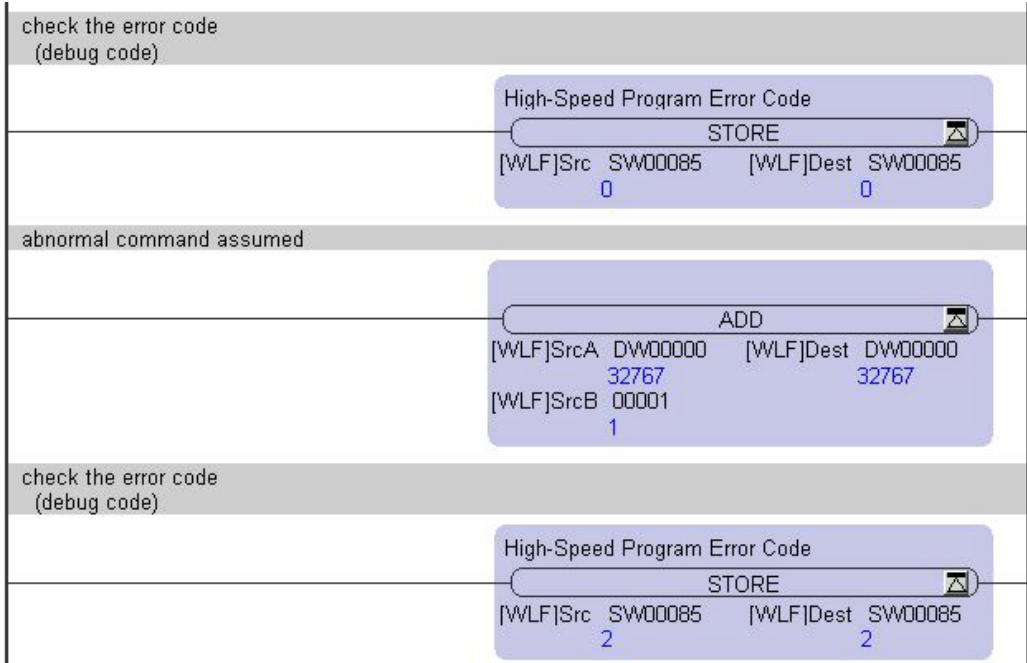 check the error code
(debug code)
High-Speed Program Error Code
STORE
[WLF]Src SW00085 [WLF]Dest SW00085
0 0
abnormal command assumed
ADD
[WLF]SrcA DW00000 [WLF]Dest DW00000
32767 32767
[WLF]SrcB 00001
1
check the error code
(debug code)
High-Speed Program Error Code
STORE
[WLF]Src SW00085 [WLF]Dest SW00085
2 2